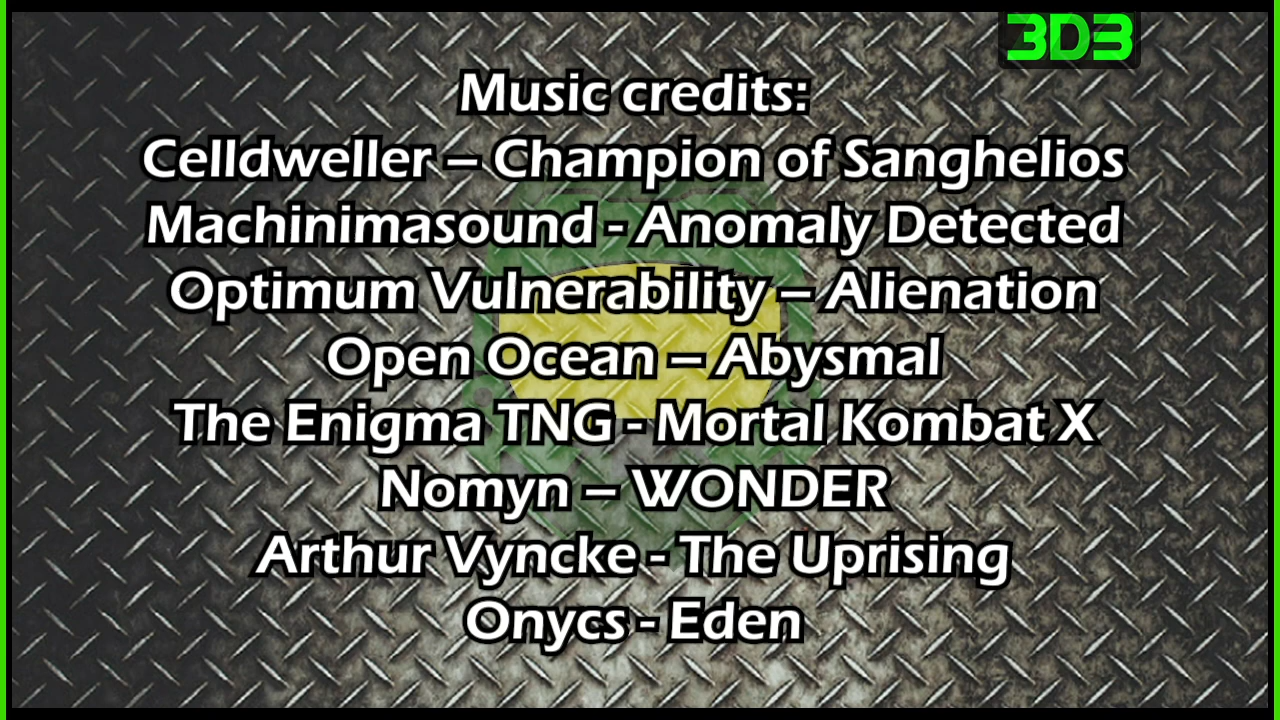 3D3
Music credits:
Celldweller – Champion of Sanghelios
Machinimasound - Anomaly Detected
Optimum Vulnerability – Alienation
Open Ocean – Abysmal
The Enigma TNG - Mortal Kombat X
Nomyn – WONDER
Arthur Vyncke - The Uprising
Onycs - Eden